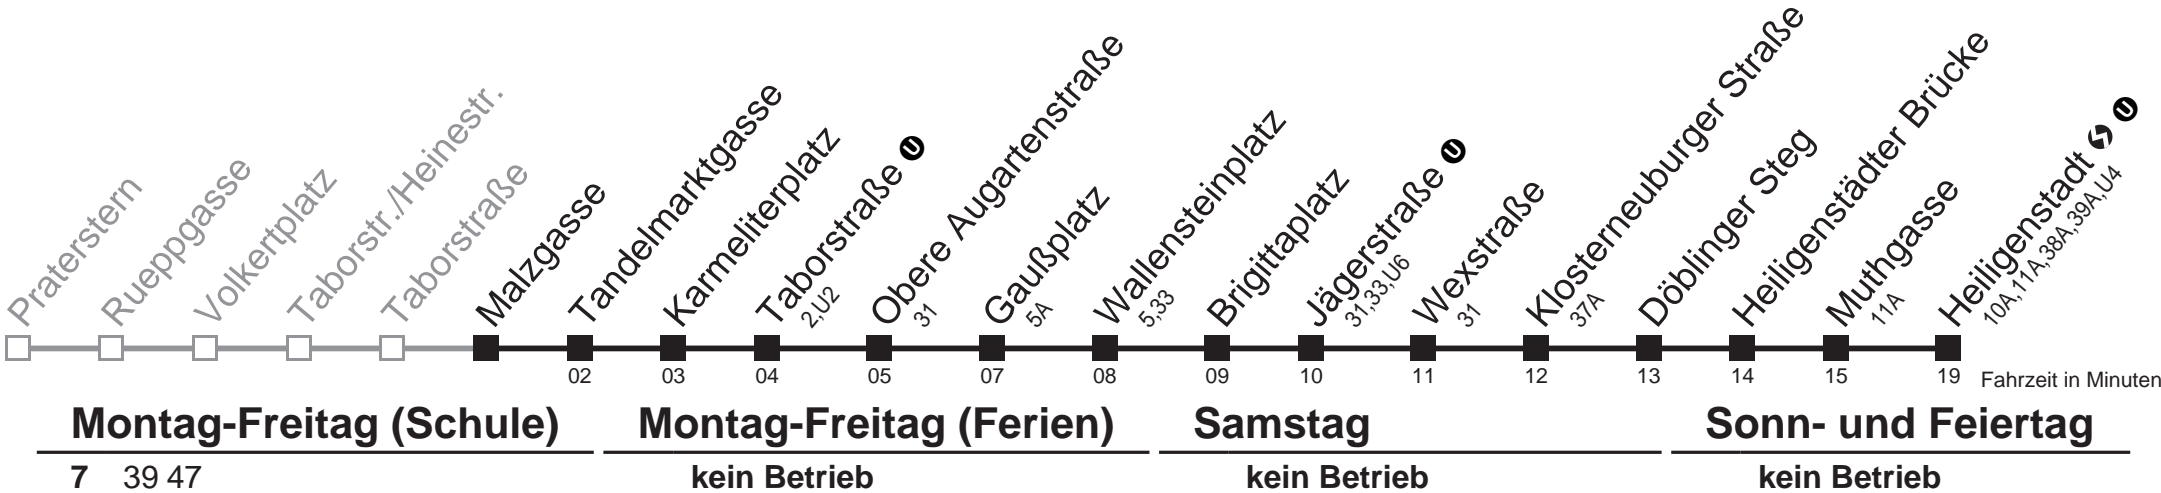 Praterstern
Rueppgasse
Volkertplatz
Taborstr./Heinestr.
Taborstraße
Malzgasse
Tandelmarktgasse
Karmeliterplatz
Taborstraße U
2,U2
Obere Augartenstraße
31
Gaußplatz
5A
Wallensteinplatz
5,33
Brigittaplatz
Jägerstraße U
31,33,U6
Wexstraße
31
Klosterneuburger Straße
37A
Döblinger Steg
Heiligenstädter Brücke
Muthgasse
11A
Heiligenstadt U
10A,11A,38A,39A,U4
02 03 04 05 07 08 09 10 11 12 13 14 15 19 Fahrzeit in Minuten
Montag-Freitag (Schule) Montag-Freitag (Ferien) Samstag Sonn- und Feiertag
7 39 47 kein Betrieb kein Betrieb kein Betrieb